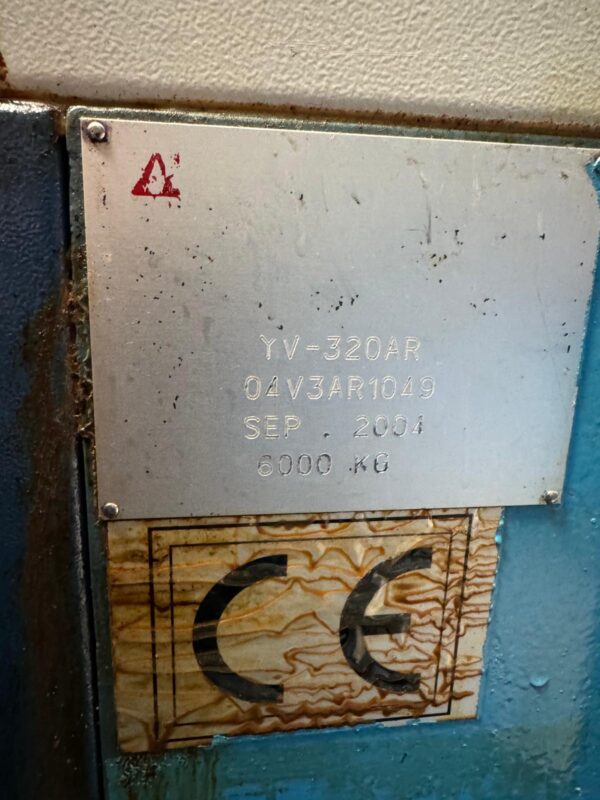 YV-320AR
04V3AR1049
SEP . 2004
6000 KG
CE